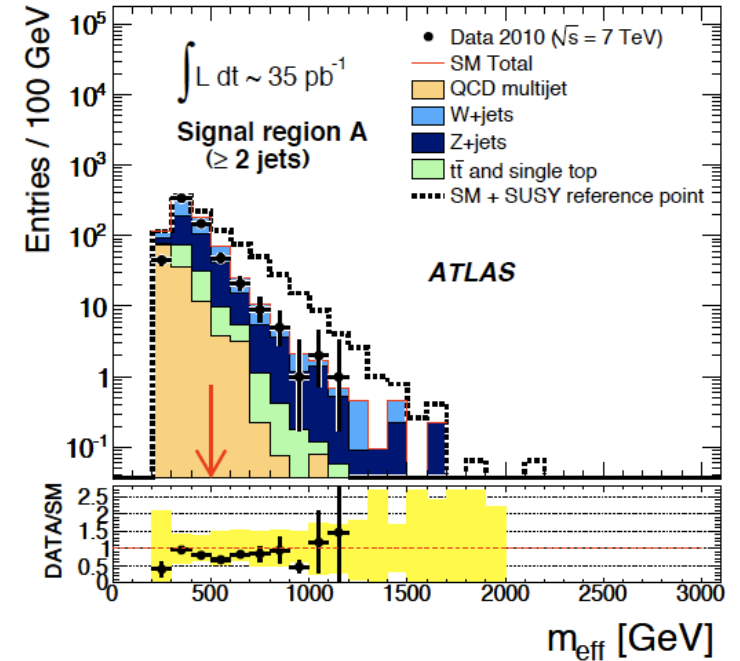 Entries / 100 GeV
10⁵
10⁴
10³
10²
10
1
10⁻¹
∫L dt ~ 35 pb⁻¹
Signal region A
(≥ 2 jets)
Data 2010 (√s = 7 TeV)
SM Total
QCD multijet
W+jets
Z+jets
tt̄ and single top
SM + SUSY reference point
ATLAS
DATA/SM
2.5
2
1.5
1
0.5
0
0 500 1000 1500 2000 2500 3000
m_eff [GeV]